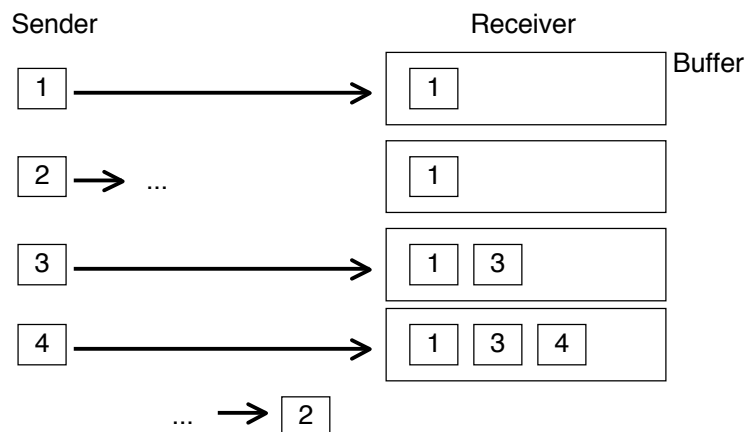 Sender Receiver
Buffer
1 1
2 ... 1
3 1 3
4 1 3 4
... 2